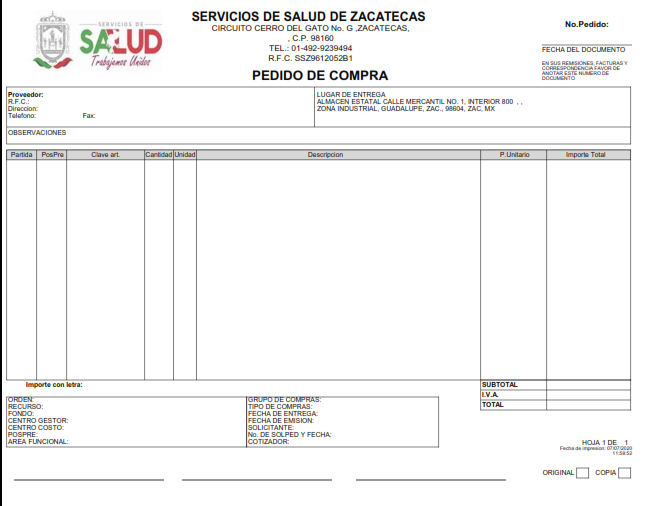 SERVICIOS DE
SALUD
Trabajemos Unidos
SERVICIOS DE SALUD DE ZACATECAS
CIRCUITO CERRO DEL GATO No. G ,ZACATECAS,
, C.P. 98160
TEL.: 01-492-9239494
R.F.C. SSZ9612052B1
PEDIDO DE COMPRA
No.Pedido:
FECHA DEL DOCUMENTO
EN SUS REMISIONES, FACTURAS Y
CORRESPONDENCIA FAVOR DE
ANOTAR ESTE NUMERO DE
DOCUMENTO
Proveedor:
R.F.C.:
Direccion:
Telefono: Fax:
LUGAR DE ENTREGA
ALMACEN ESTATAL CALLE MERCANTIL NO. 1, INTERIOR 800 , ,
ZONA INDUSTRIAL, GUADALUPE, ZAC., 98604, ZAC, MX
OBSERVACIONES
Partida PosPre Clave art. Cantidad Unidad Descripcion P.Unitario Importe Total
Importe con letra:
SUBTOTAL
I.V.A.
TOTAL
ORDEN:
RECURSO:
FONDO:
CENTRO GESTOR:
CENTRO COSTO:
POSPRE:
AREA FUNCIONAL:
GRUPO DE COMPRAS:
TIPO DE COMPRAS:
FECHA DE ENTREGA:
FECHA DE EMISION:
SOLICITANTE:
No. DE SOLPED Y FECHA:
COTIZADOR:
HOJA 1 DE 1
Fecha de impresion: 07/07/2020
11:58:52
ORIGINAL COPIA